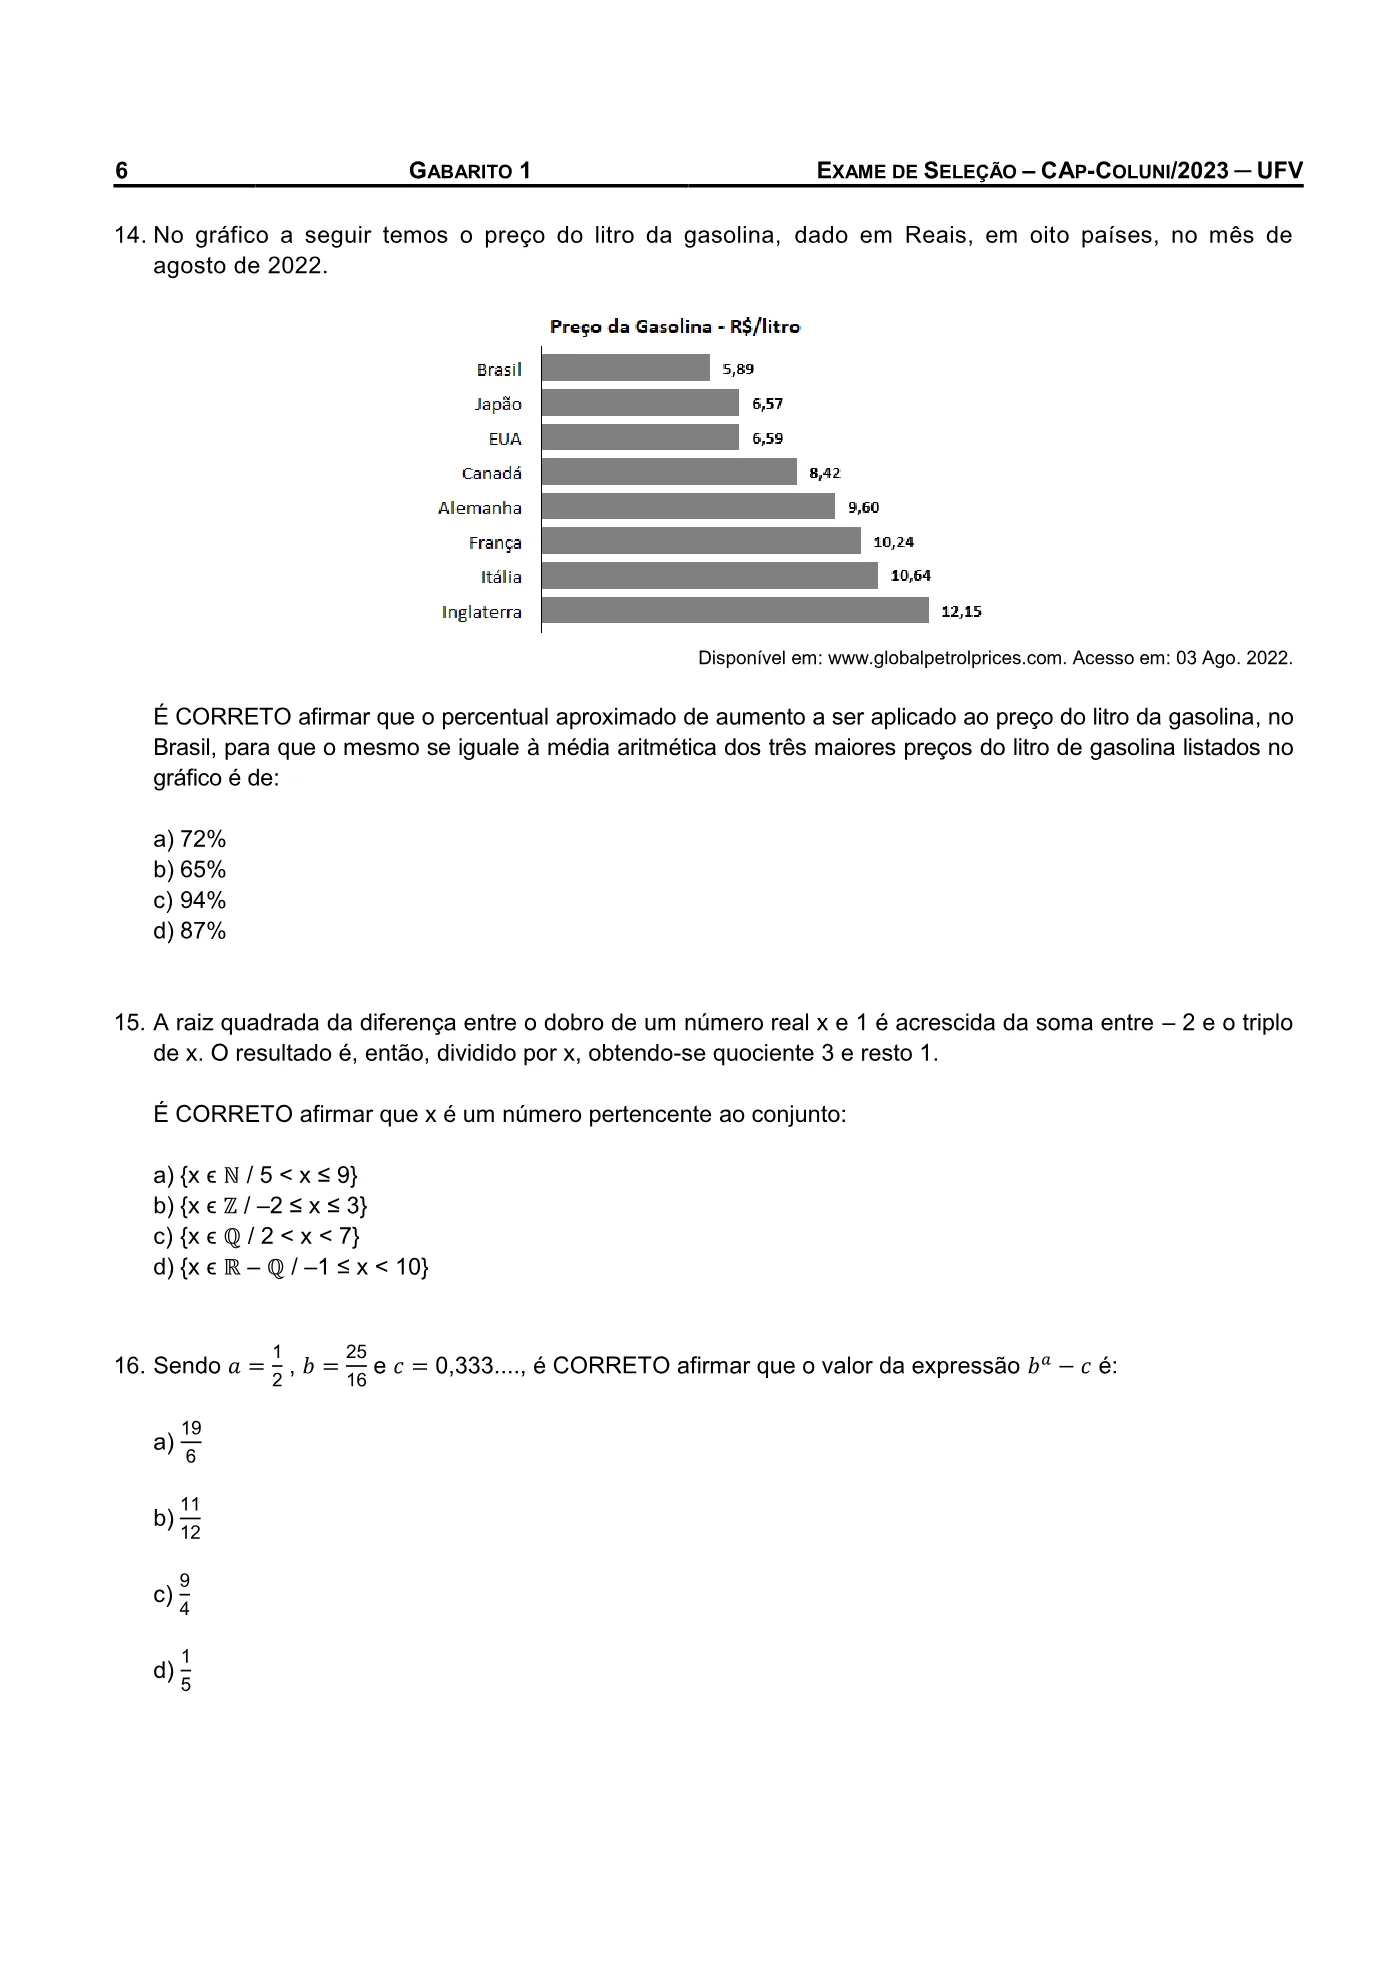 6 GABARITO 1 EXAME DE SELEÇÃO – CAP-COLUNI/2023 — UFV
14. No gráfico a seguir temos o preço do litro da gasolina, dado em Reais, em oito países, no mês de
agosto de 2022.
Preço da Gasolina - R$/litro
Brasil 5,89
Japão 6,57
EUA 6,59
Canadá 8,42
Alemanha 9,60
França 10,24
Itália 10,64
Inglaterra 12,15
Disponível em: www.globalpetrolprices.com. Acesso em: 03 Ago. 2022.
É CORRETO afirmar que o percentual aproximado de aumento a ser aplicado ao preço do litro da gasolina, no
Brasil, para que o mesmo se iguale à média aritmética dos três maiores preços do litro de gasolina listados no
gráfico é de:
a) 72%
b) 65%
c) 94%
d) 87%
15. A raiz quadrada da diferença entre o dobro de um número real x e 1 é acrescida da soma entre – 2 e o triplo
de x. O resultado é, então, dividido por x, obtendo-se quociente 3 e resto 1.
É CORRETO afirmar que x é um número pertencente ao conjunto:
a) {x ϵ ℕ / 5 < x ≤ 9}
b) {x ϵ ℤ / –2 ≤ x ≤ 3}
c) {x ϵ ℚ / 2 < x < 7}
d) {x ϵ ℝ – ℚ / –1 ≤ x < 10}
16. Sendo 𝑎 = 1/2 , 𝑏 = 25/16 e 𝑐 = 0,333...., é CORRETO afirmar que o valor da expressão 𝑏ᵃ − 𝑐 é:
a) 19/6
b) 11/12
c) 9/4
d) 1/5